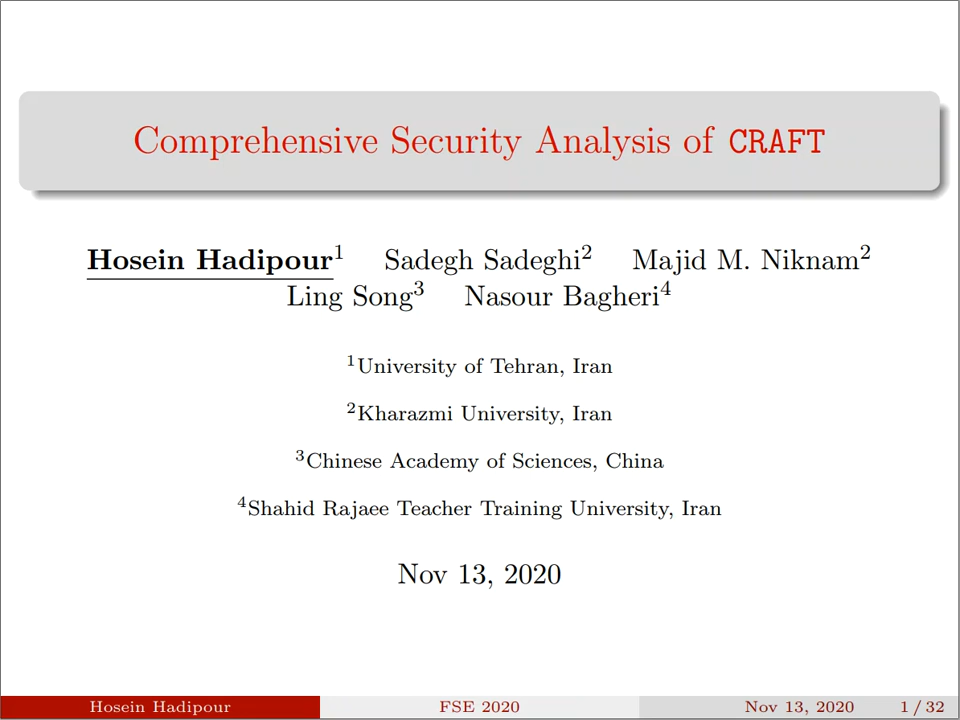 Comprehensive Security Analysis of CRAFT
Hosein Hadipour¹ Sadegh Sadeghi² Majid M. Niknam²
Ling Song³ Nasour Bagheri⁴
¹University of Tehran, Iran
²Kharazmi University, Iran
³Chinese Academy of Sciences, China
⁴Shahid Rajaee Teacher Training University, Iran
Nov 13, 2020
Hosein Hadipour FSE 2020 Nov 13, 2020 1 / 32